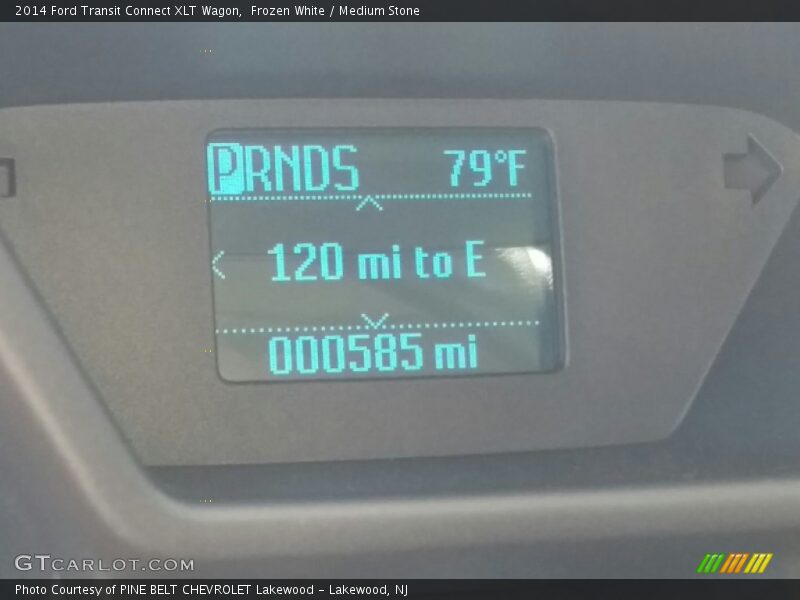 2014 Ford Transit Connect XLT Wagon,  Frozen White / Medium Stone
PRNDS 79°F
120 mi to E
000585 mi
GTCARLOT.COM
Photo Courtesy of PINE BELT CHEVROLET Lakewood - Lakewood, NJ